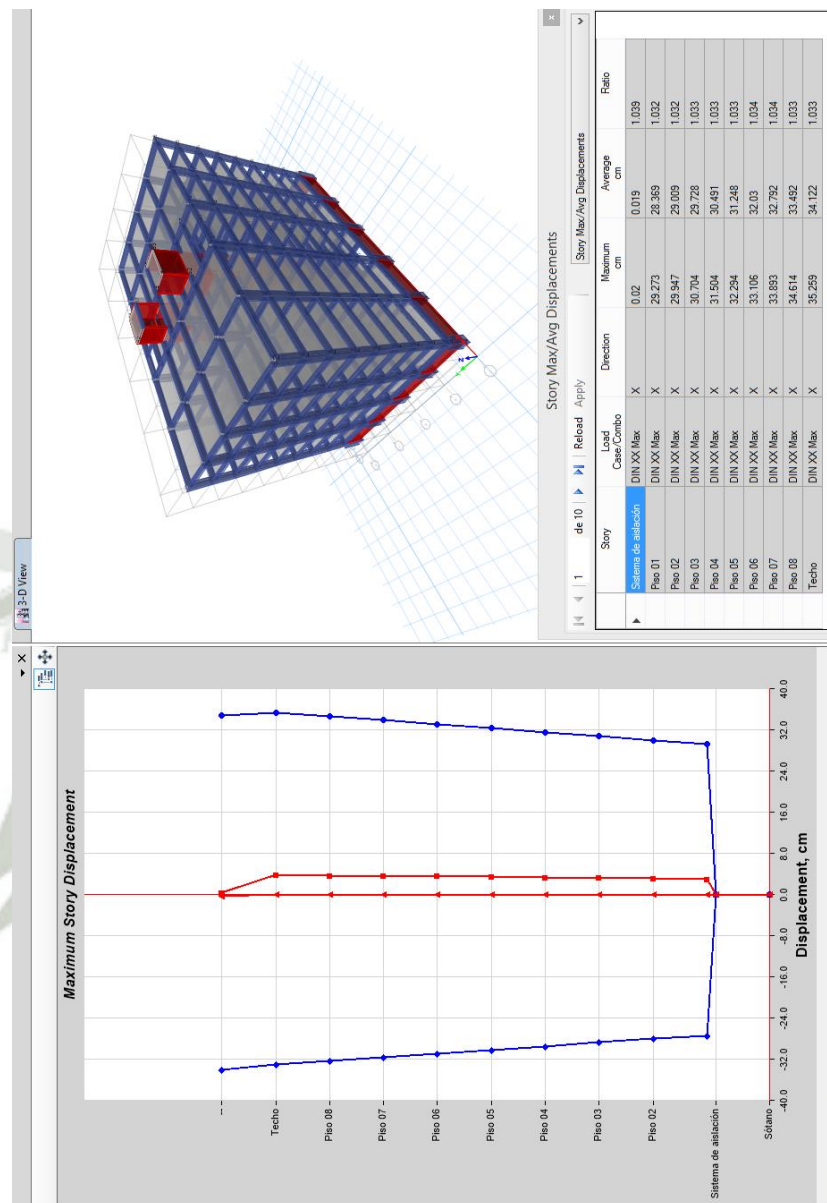 Maximum Story Displacement
--
Techo
Piso 08
Piso 07
Piso 06
Piso 05
Piso 04
Piso 03
Piso 02
Sistema de aislación
Sótano
-40.0 -32.0 -24.0 -16.0 -8.0 0.0 8.0 16.0 24.0 32.0 40.0
Displacement, cm
3-D View
Z
Story Max/Avg Displacements
1 de 10 Reload Apply Story Max/Avg Displacements
Story Load Case/Combo Direction Maximum cm Average cm Ratio
Sistema de aislación DIN XX Max X 0.02 0.019 1.039
Piso 01 DIN XX Max X 29.273 28.369 1.032
Piso 02 DIN XX Max X 29.947 29.009 1.032
Piso 03 DIN XX Max X 30.704 29.728 1.033
Piso 04 DIN XX Max X 31.504 30.491 1.033
Piso 05 DIN XX Max X 32.294 31.248 1.033
Piso 06 DIN XX Max X 33.106 32.03 1.034
Piso 07 DIN XX Max X 33.893 32.792 1.034
Piso 08 DIN XX Max X 34.614 33.492 1.033
Techo DIN XX Max X 35.259 34.122 1.033